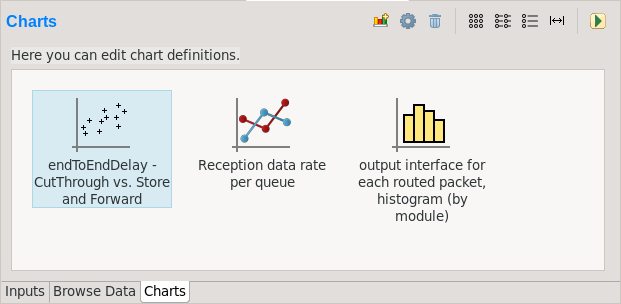 Charts
Here you can edit chart definitions.
endToEndDelay -
CutThrough vs. Store
and Forward
Reception data rate
per queue
output interface for
each routed packet,
histogram (by
module)
Inputs Browse Data Charts